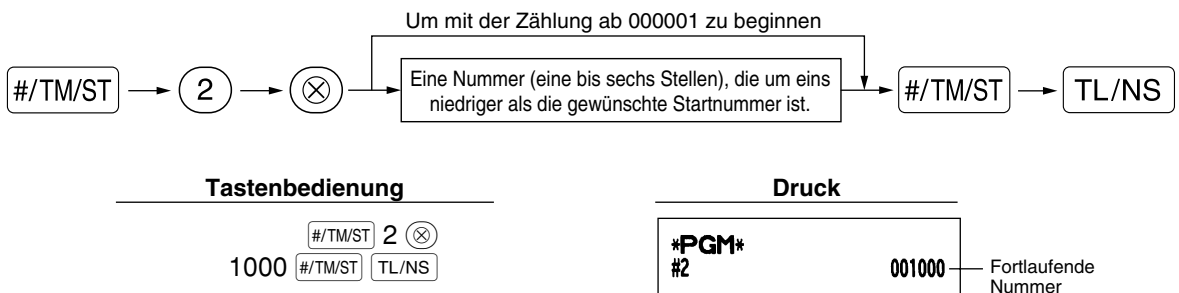 Um mit der Zählung ab 000001 zu beginnen
#/TM/ST 2 ⊗ Eine Nummer (eine bis sechs Stellen), die um eins #/TM/ST TL/NS
niedriger als die gewünschte Startnummer ist.
Tastenbedienung Druck
#/TM/ST 2 ⊗
1000 #/TM/ST TL/NS
*PGM*
#2 001000 Fortlaufende
Nummer